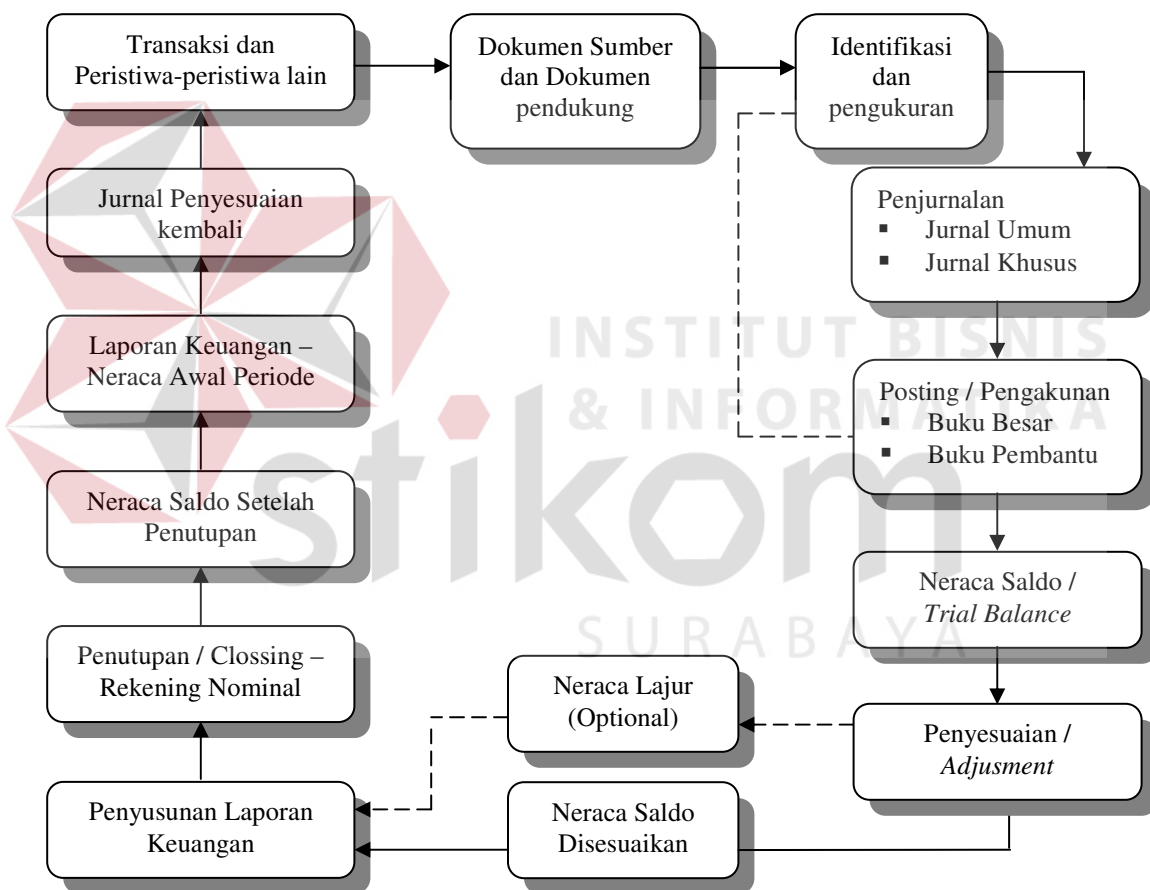 Transaksi dan
Peristiwa-peristiwa lain
Dokumen Sumber
dan Dokumen
pendukung
Identifikasi
dan
pengukuran
Penjurnalan
▪ Jurnal Umum
▪ Jurnal Khusus
Posting / Pengakunan
▪ Buku Besar
▪ Buku Pembantu
Neraca Saldo /
Trial Balance
Penyesuaian /
Adjusment
Neraca Lajur
(Optional)
Neraca Saldo
Disesuaikan
Penyusunan Laporan
Keuangan
Penutupan / Clossing –
Rekening Nominal
Neraca Saldo Setelah
Penutupan
Laporan Keuangan –
Neraca Awal Periode
Jurnal Penyesuaian
kembali
INSTITUT BISNIS
& INFORMATIKA
stikom
SURABAYA